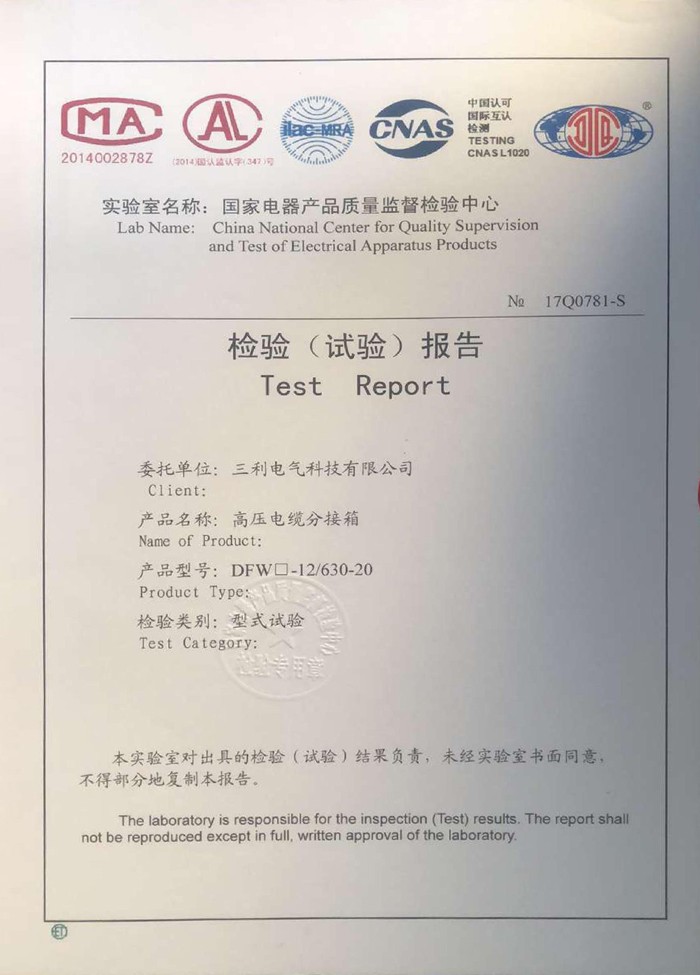 CMA
2014002878Z
AL
(2014)国认监认字(347)号
ilac-MRA
CNAS
中国认可
国际互认
检测
TESTING
CNAS L1020
®
实验室名称：国家电器产品质量监督检验中心
Lab Name: China National Center for Quality Supervision
and Test of Electrical Apparatus Products
№ 17Q0781-S
检验（试验）报告
Test Report
委托单位：三利电气科技有限公司
Client:
产品名称：高压电缆分接箱
Name of Product:
产品型号：DFW□-12/630-20
Product Type:
检验类别：型式试验
Test Category:
检验专用章
本实验室对出具的检验（试验）结果负责，未经实验室书面同意，
不得部分地复制本报告。
The laboratory is responsible for the inspection (Test) results. The report shall
not be reproduced except in full, written approval of the laboratory.